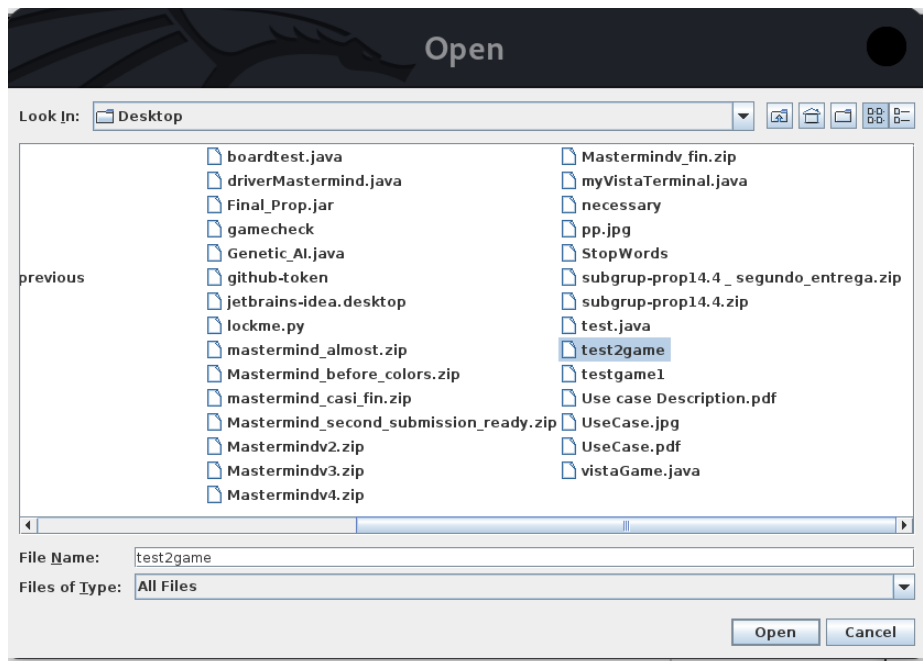 Open
Look In: Desktop
previous
boardtest.java
driverMastermind.java
Final_Prop.jar
gamecheck
Genetic_AI.java
github-token
jetbrains-idea.desktop
lockme.py
mastermind_almost.zip
Mastermind_before_colors.zip
mastermind_casi_fin.zip
Mastermind_second_submission_ready.zip
Mastermindv2.zip
Mastermindv3.zip
Mastermindv4.zip
Mastermindv_fin.zip
myVistaTerminal.java
necessary
pp.jpg
StopWords
subgrup-prop14.4 _ segundo_entrega.zip
subgrup-prop14.4.zip
test.java
test2game
testgame1
Use case Description.pdf
UseCase.jpg
UseCase.pdf
vistaGame.java
File Name: test2game
Files of Type: All Files
Open Cancel